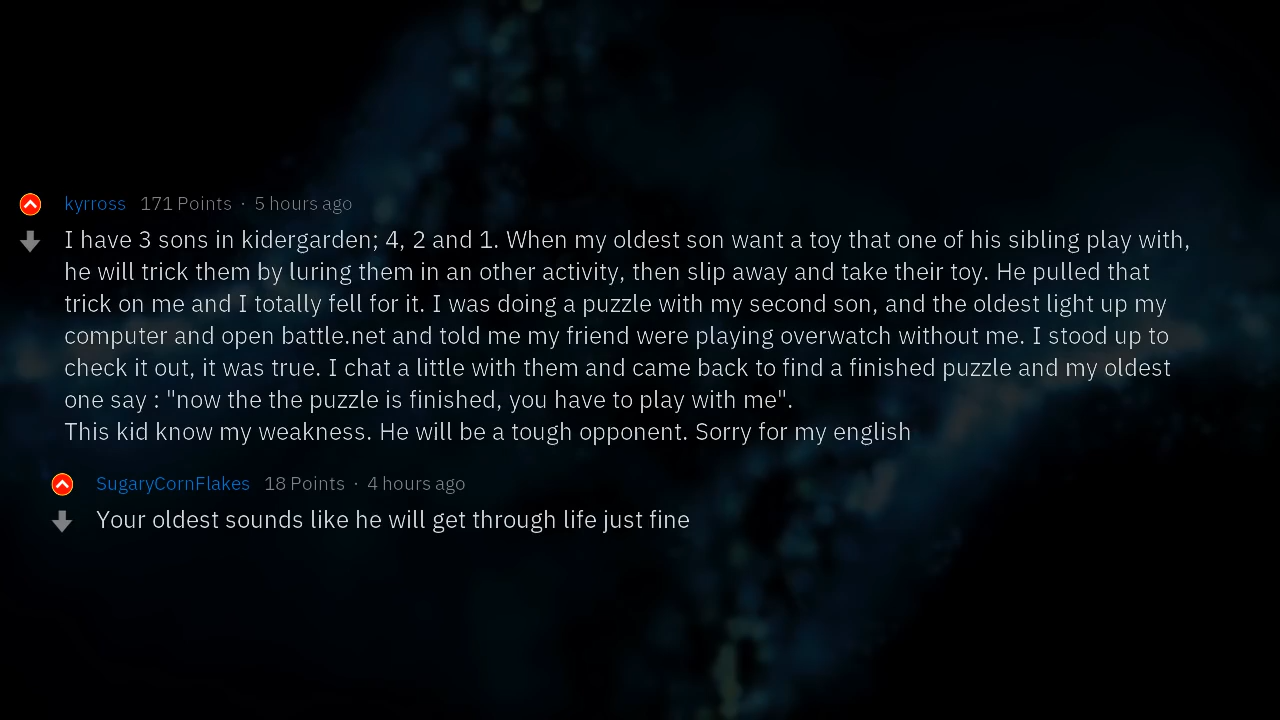 kyrross 171 Points · 5 hours ago
I have 3 sons in kidergarden; 4, 2 and 1. When my oldest son want a toy that one of his sibling play with,
he will trick them by luring them in an other activity, then slip away and take their toy. He pulled that
trick on me and I totally fell for it. I was doing a puzzle with my second son, and the oldest light up my
computer and open battle.net and told me my friend were playing overwatch without me. I stood up to
check it out, it was true. I chat a little with them and came back to find a finished puzzle and my oldest
one say : "now the the puzzle is finished, you have to play with me".
This kid know my weakness. He will be a tough opponent. Sorry for my english
SugaryCornFlakes 18 Points · 4 hours ago
Your oldest sounds like he will get through life just fine